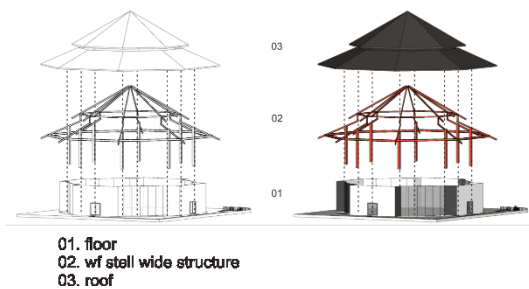 03
02
01
01. floor
02. wf stell wide structure
03. roof